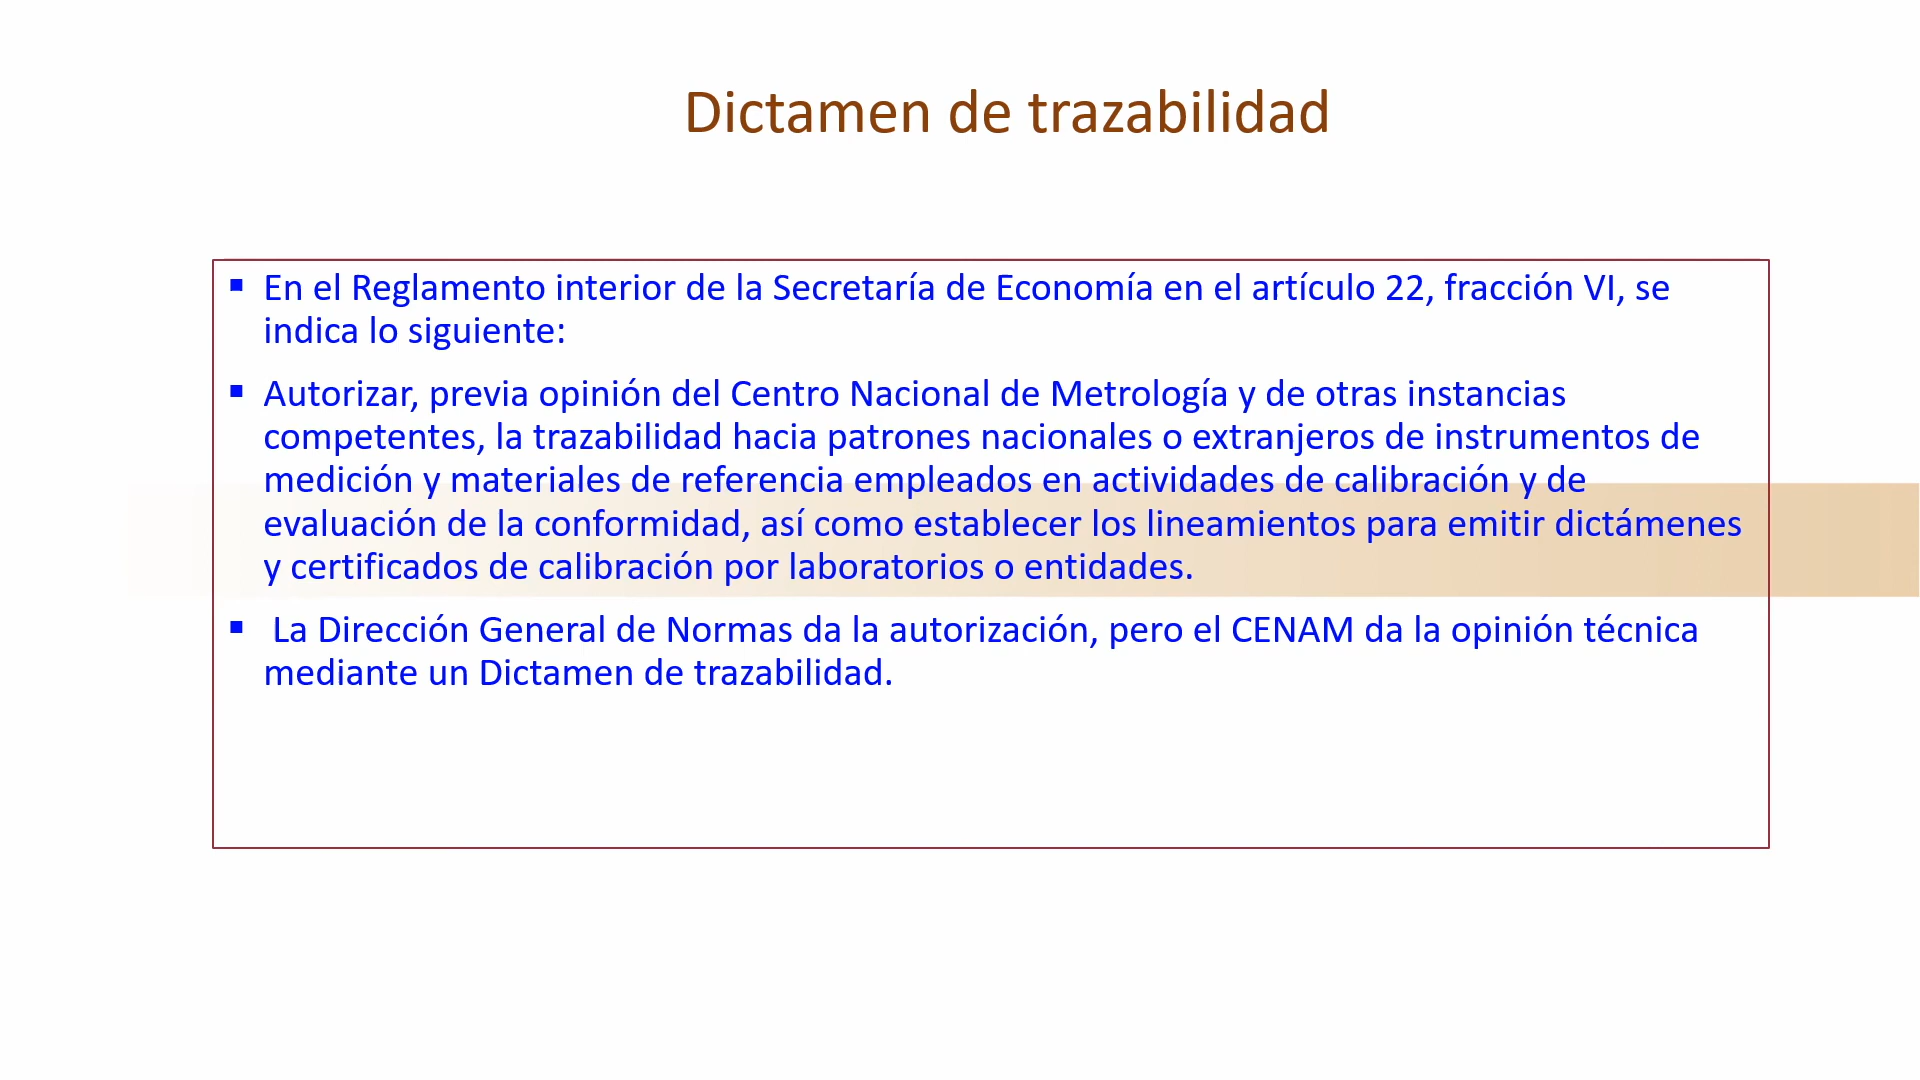 Dictamen de trazabilidad
▪ En el Reglamento interior de la Secretaría de Economía en el artículo 22, fracción VI, se
indica lo siguiente:
▪ Autorizar, previa opinión del Centro Nacional de Metrología y de otras instancias
competentes, la trazabilidad hacia patrones nacionales o extranjeros de instrumentos de
medición y materiales de referencia empleados en actividades de calibración y de
evaluación de la conformidad, así como establecer los lineamientos para emitir dictámenes
y certificados de calibración por laboratorios o entidades.
▪ La Dirección General de Normas da la autorización, pero el CENAM da la opinión técnica
mediante un Dictamen de trazabilidad.